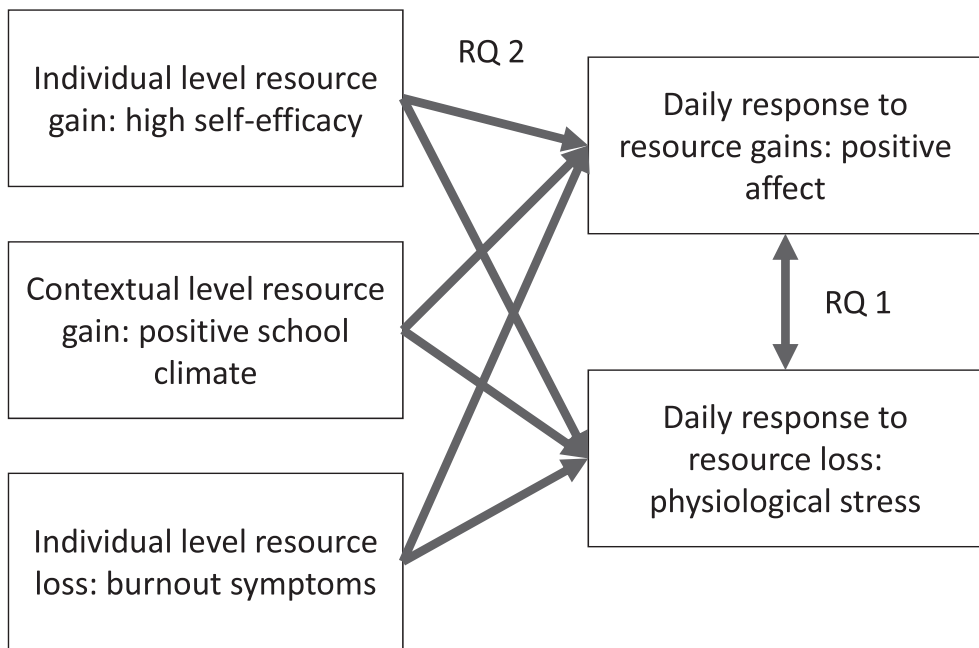 Individual level resource
gain: high self-efficacy
RQ 2
Daily response to
resource gains: positive
affect
Contextual level resource
gain: positive school
climate
RQ 1
Daily response to
resource loss:
physiological stress
Individual level resource
loss: burnout symptoms